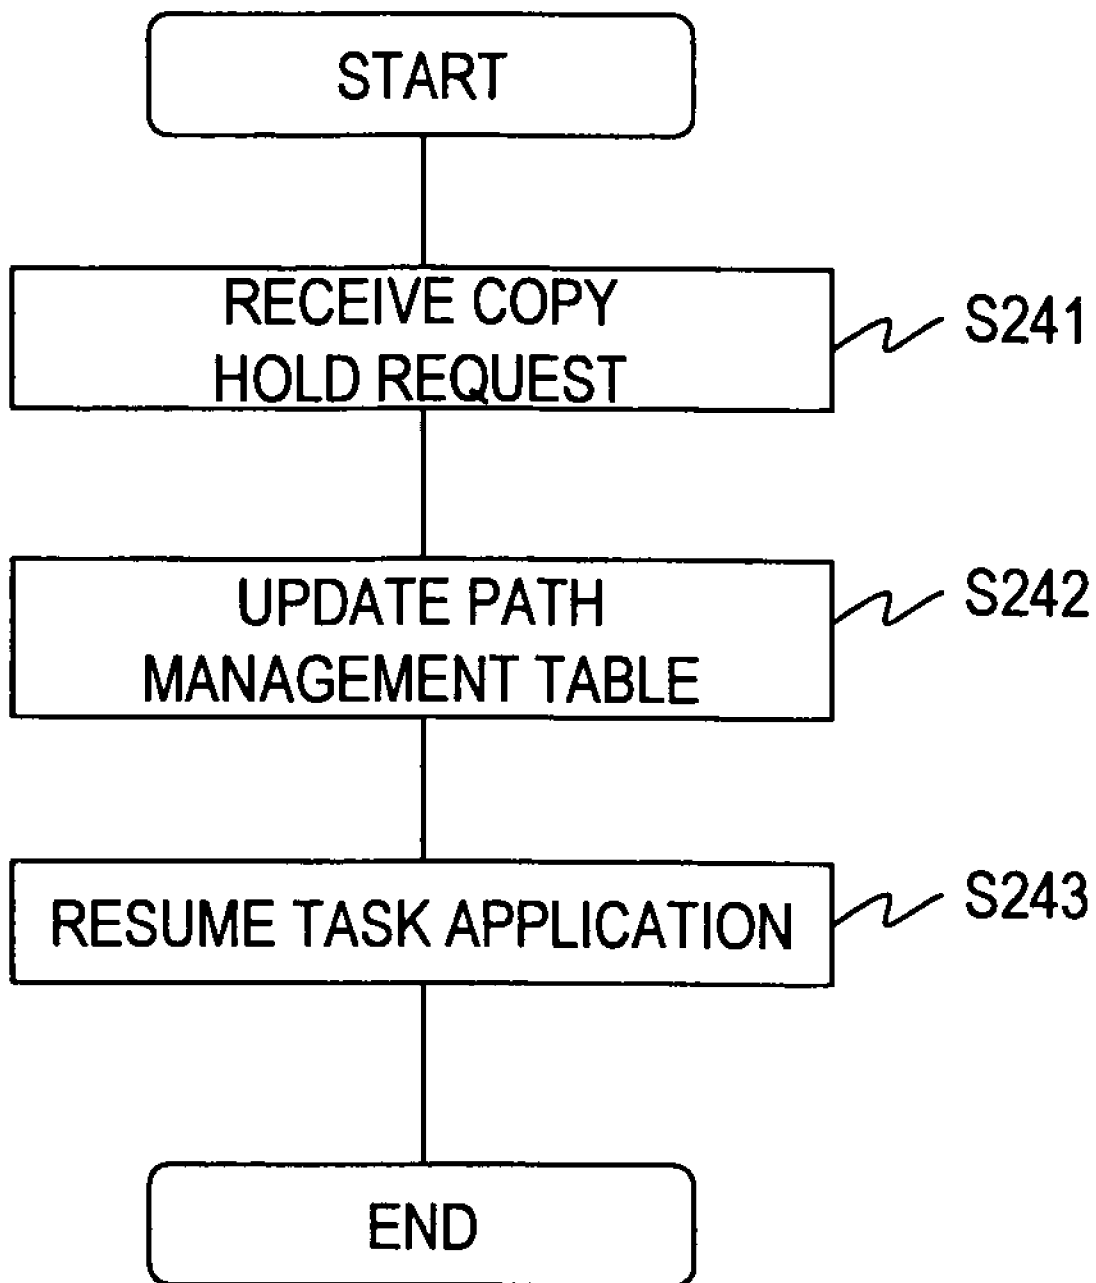 START
RECEIVE COPY
HOLD REQUEST
S241
UPDATE PATH
MANAGEMENT TABLE
S242
RESUME TASK APPLICATION
S243
END